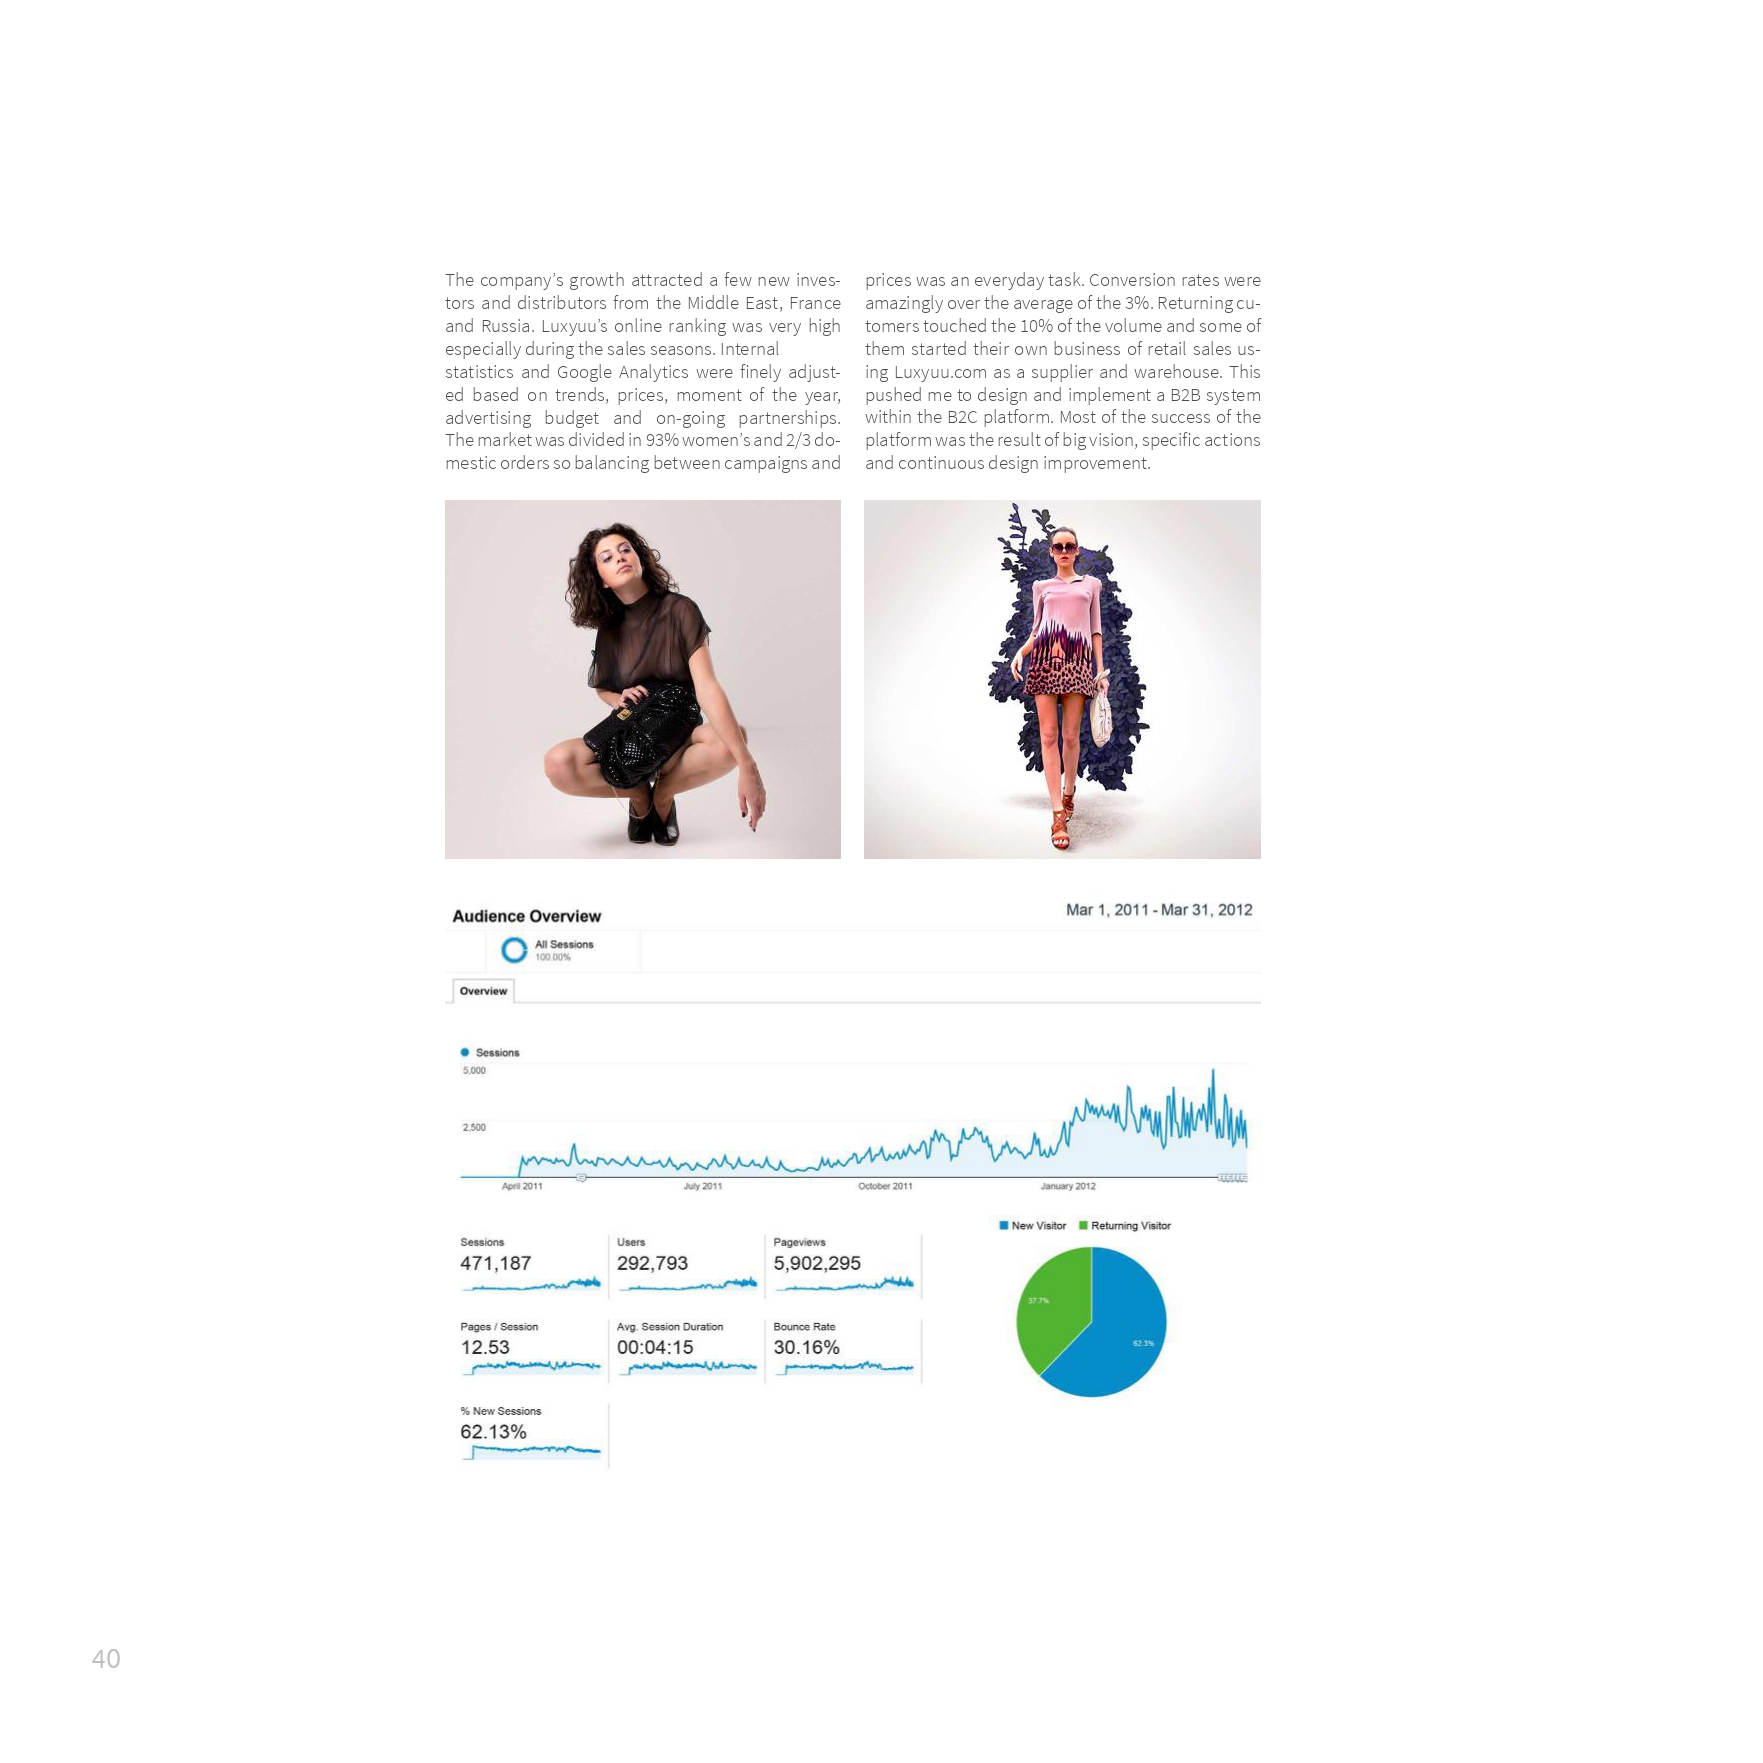 The company’s growth attracted a few new inves-
tors and distributors from the Middle East, France
and Russia. Luxyuu’s online ranking was very high
especially during the sales seasons. Internal
statistics and Google Analytics were finely adjust-
ed based on trends, prices, moment of the year,
advertising budget and on-going partnerships.
The market was divided in 93% women’s and 2/3 do-
mestic orders so balancing between campaigns and
prices was an everyday task. Conversion rates were
amazingly over the average of the 3%. Returning cu-
tomers touched the 10% of the volume and some of
them started their own business of retail sales us-
ing Luxyuu.com as a supplier and warehouse. This
pushed me to design and implement a B2B system
within the B2C platform. Most of the success of the
platform was the result of big vision, specific actions
and continuous design improvement.
Audience Overview
Mar 1, 2011 - Mar 31, 2012
All Sessions
100.00%
Overview
Sessions
5,000
2,500
April 2011
July 2011
October 2011
January 2012
Sessions
471,187
Users
292,793
Pageviews
5,902,295
Pages / Session
12.53
Avg. Session Duration
00:04:15
Bounce Rate
30.16%
% New Sessions
62.13%
New Visitor
Returning Visitor
37.7%
62.3%
40